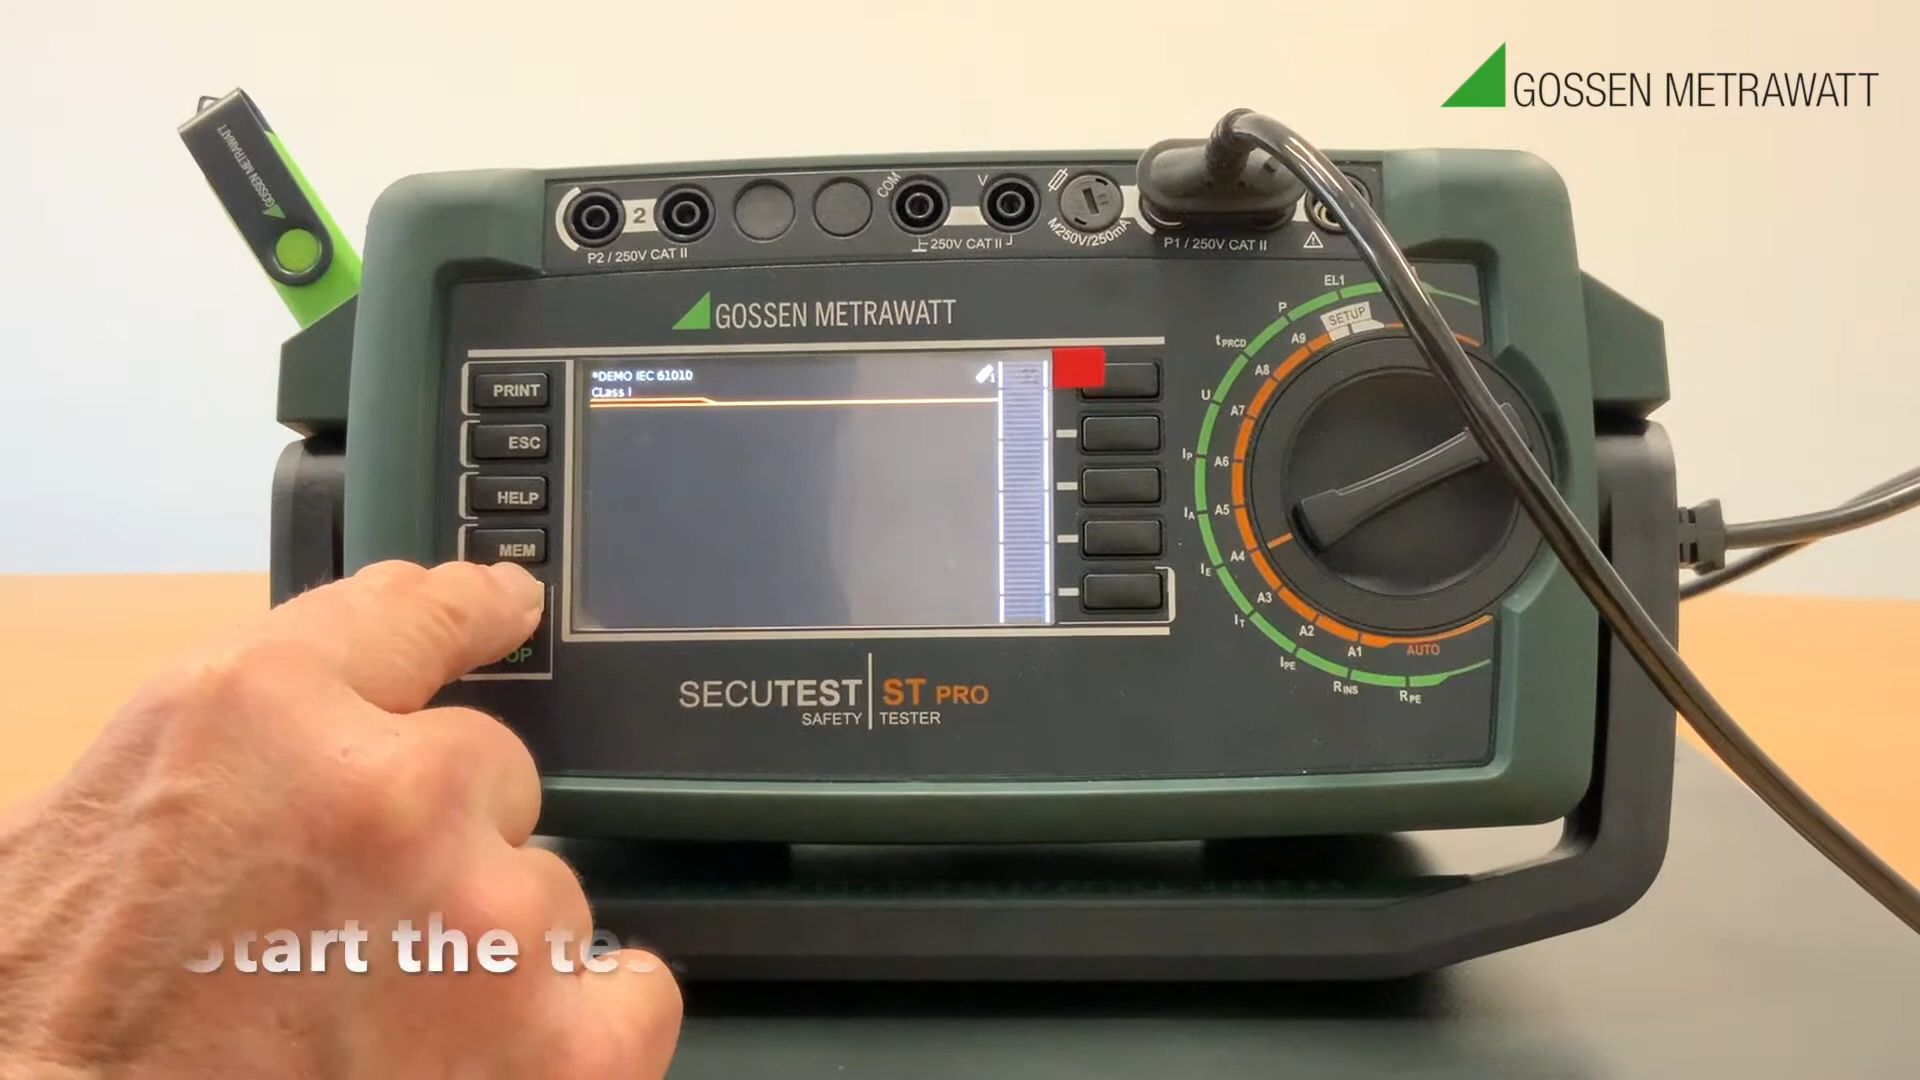 GOSSEN METRAWATT
GOSSEN METRAWATT
COM
V
2
M250V/250mA
P2 / 250V CAT II
250V CAT II
P1 / 250V CAT II
GOSSEN METRAWATT
EL1
P
SETUP
tPRCD
A9
A8
U
A7
IP
A6
IA
A5
IE
A4
A3
IT
A2
A1
AUTO
IPE
RINS
RPE
PRINT
ESC
HELP
MEM
*DEMO IEC 61010
CLass I
1
SECUTEST ST PRO
SAFETY TESTER
Start the